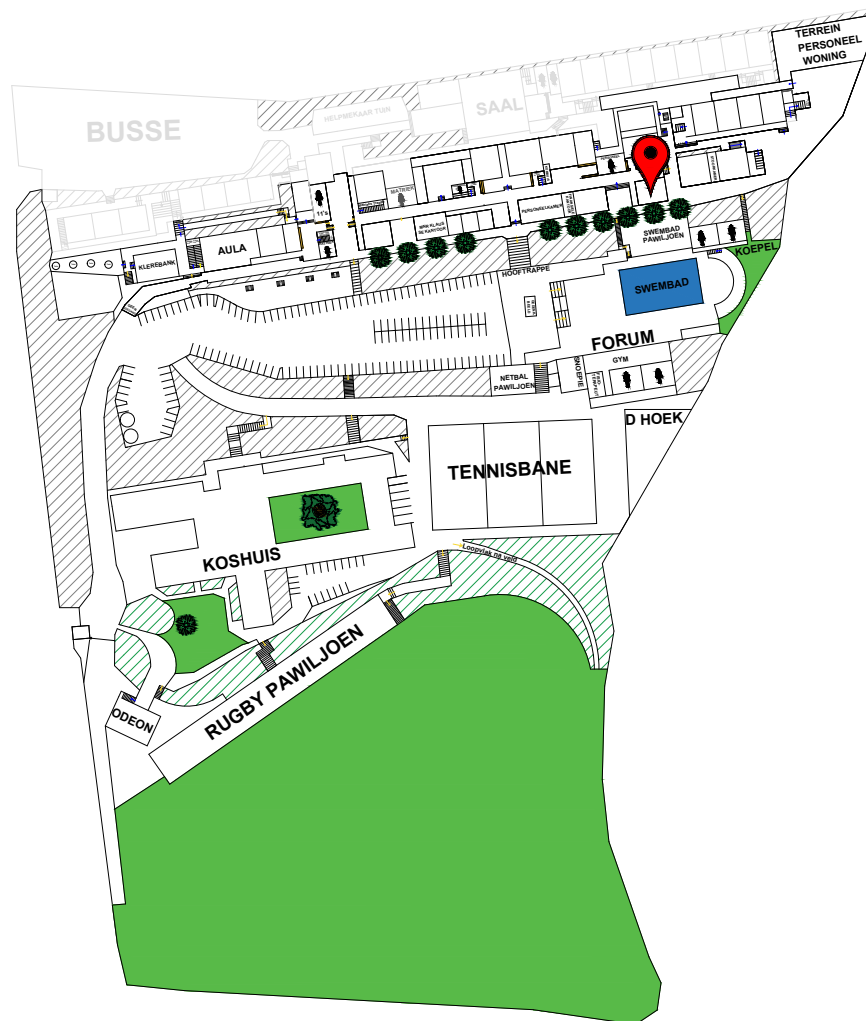 TERREIN
PERSONEEL
WONING
SAAL
HELPMEKAAR TUIN
BUSSE
MATRIEK
11's
PERSONEELKAMER
AULA
KLEREBANK
SWEMBAD
PAWILJOEN
KOEPEL
HOOFTRAPPE
SWEMBAD
FORUM
GYM
SNOEPIE
NETBAL
PAWILJOEN
D HOEK
TENNISBANE
KOSHUIS
Loopvlak na veld
RUGBY PAWILJOEN
ODEON